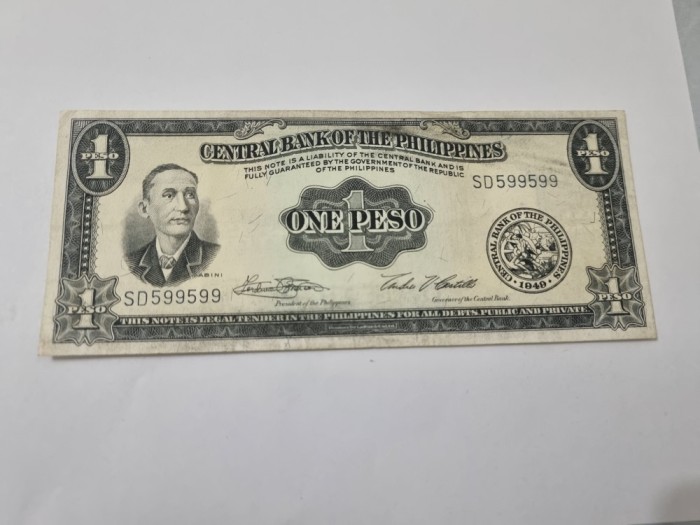 1 PESO
CENTRAL BANK OF THE PHILIPPINES
1 PESO
THIS NOTE IS A LIABILITY OF THE CENTRAL BANK AND IS
FULLY GUARANTEED BY THE GOVERNMENT OF THE REPUBLIC
OF THE PHILIPPINES
SD599599
ONE PESO
1
CENTRAL BANK OF THE PHILIPPINES
1949
ABINI
SD599599
President of the Philippines
Governor of the Central Bank
1 PESO
1 PESO
THIS NOTE IS LEGAL TENDER IN THE PHILIPPINES FOR ALL DEBTS, PUBLIC AND PRIVATE